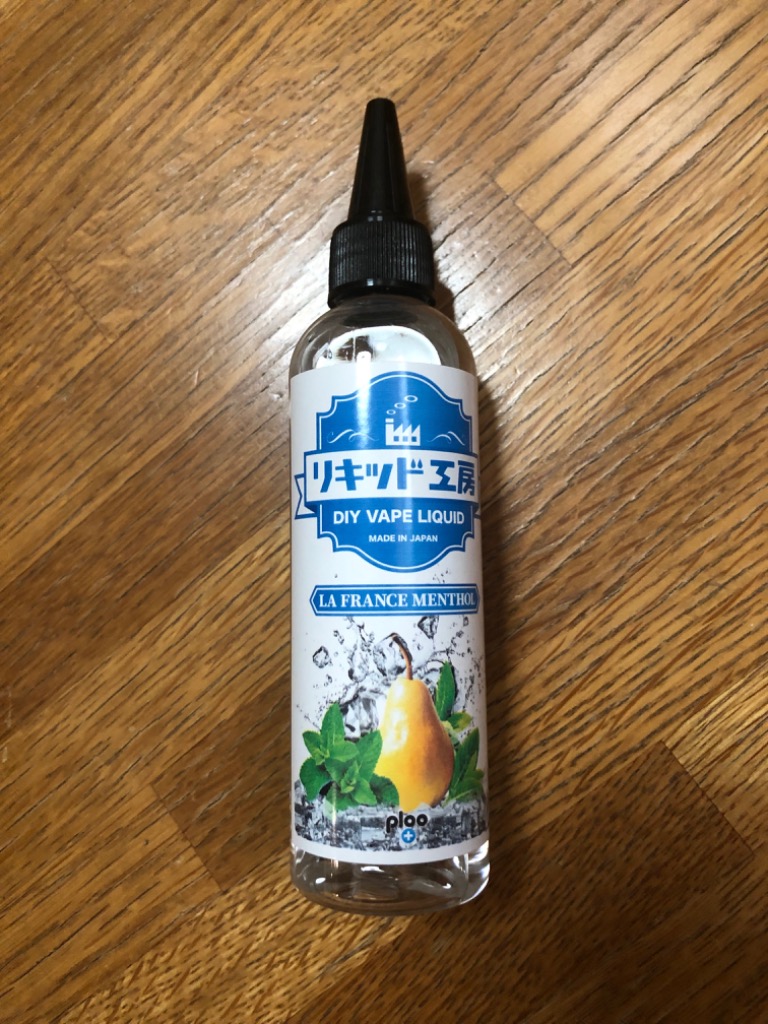 リキッド工房
DIY VAPE LIQUID
MADE IN JAPAN
LA FRANCE MENTHOL
ploo
+